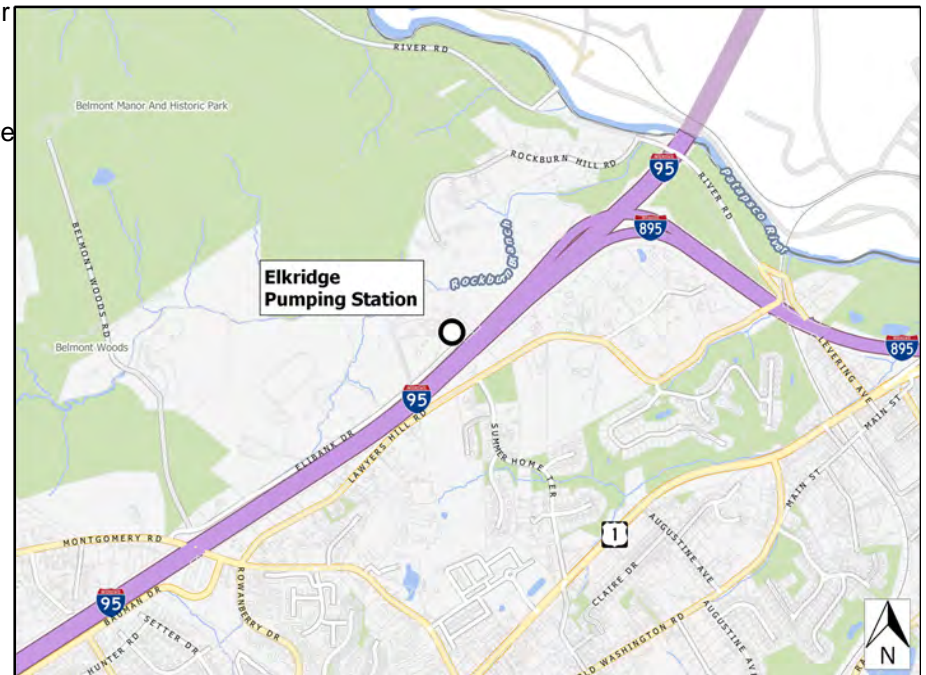 r
RIVER RD
Belmont Manor And Historic Park
e
ROCKBURN HILL RD
95
RIVER RD
Patapsco River
BELMONT WOODS RD
895
Rockburn Branch
Elkridge
Pumping Station
Belmont Woods
895
LEVERING AVE
95
MAIN ST
ELIBANK DR
LAWYERS HILL RD
SUMMER HOME TER
MAIN ST
MONTGOMERY RD
1
AUGUSTINE AVE
CLAIRE DR
95
BAUMAN DR
ROWANBERRY DR
AUGUSTINE AVE
SETTER DR
HUNTER RD
OLD WASHINGTON RD
N